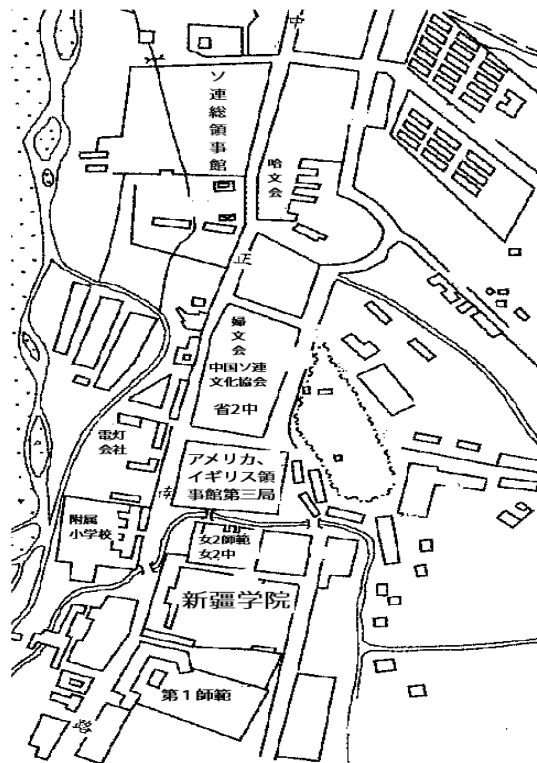 中
ソ連総領事館
哈文会
正
婦文会
中国ソ連
文化協会
省2中
電灯
会社
アメリカ、
イギリス領
事館第三局
南
附属
小学校
女2師範
女2中
新疆学院
第1師範